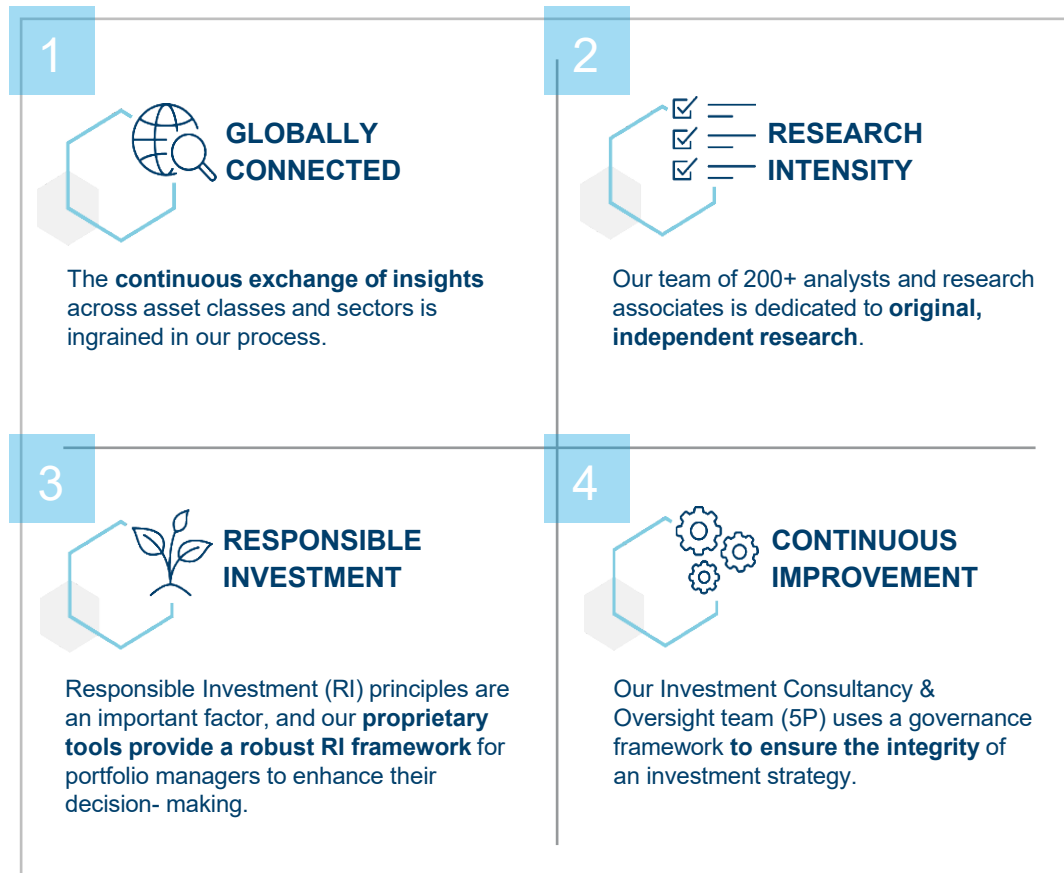 1
GLOBALLY
CONNECTED
The continuous exchange of insights
across asset classes and sectors is
ingrained in our process.
2
RESEARCH
INTENSITY
Our team of 200+ analysts and research
associates is dedicated to original,
independent research.
3
RESPONSIBLE
INVESTMENT
Responsible Investment (RI) principles are
an important factor, and our proprietary
tools provide a robust RI framework for
portfolio managers to enhance their
decision- making.
4
CONTINUOUS
IMPROVEMENT
Our Investment Consultancy &
Oversight team (5P) uses a governance
framework to ensure the integrity of
an investment strategy.